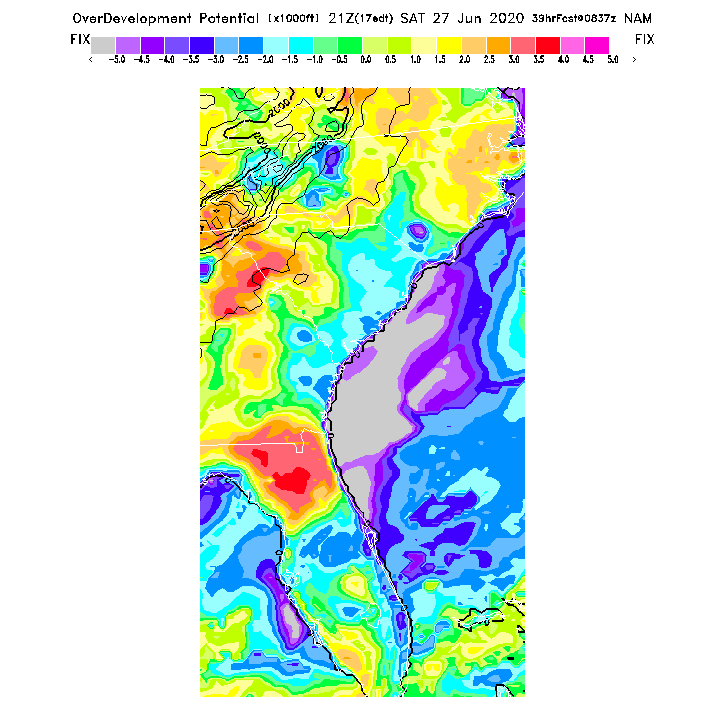 OverDevelopment Potential [x1000ft] 21Z(17edt) SAT 27 Jun 2020 39hrFcst@0837z NAM
FIX FIX
< -5.0 -4.5 -4.0 -3.5 -3.0 -2.5 -2.0 -1.5 -1.0 -0.5 0.0 0.5 1.0 1.5 2.0 2.5 3.0 3.5 4.0 4.5 5.0 >
2000
2000